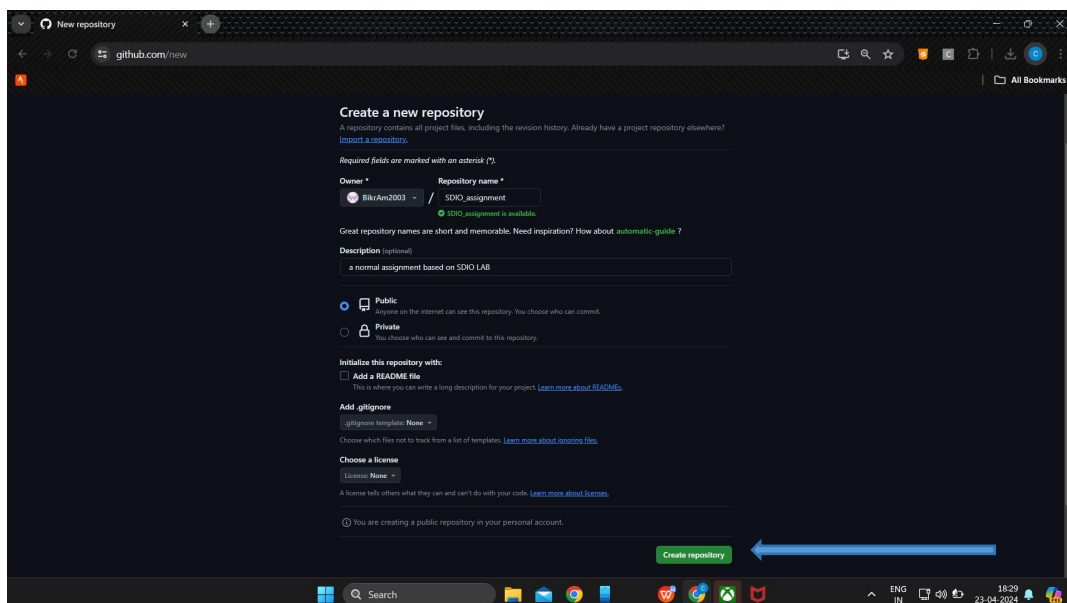 New repository
github.com/new
All Bookmarks
Create a new repository
A repository contains all project files, including the revision history. Already have a project repository elsewhere?
Import a repository.
Required fields are marked with an asterisk (*).
Owner * Repository name *
BikrAm2003 / SDIO_assignment
SDIO_assignment is available.
Great repository names are short and memorable. Need inspiration? How about automatic-guide ?
Description (optional)
a normal assignment based on SDIO LAB
Public
Anyone on the internet can see this repository. You choose who can commit.
Private
You choose who can see and commit to this repository.
Initialize this repository with:
Add a README file
This is where you can write a long description for your project. Learn more about READMEs.
Add .gitignore
.gitignore template: None
Choose which files not to track from a list of templates. Learn more about ignoring files.
Choose a license
License: None
A license tells others what they can and can't do with your code. Learn more about licenses.
You are creating a public repository in your personal account.
Create repository
Search
ENG 18:29
IN 23-04-2024